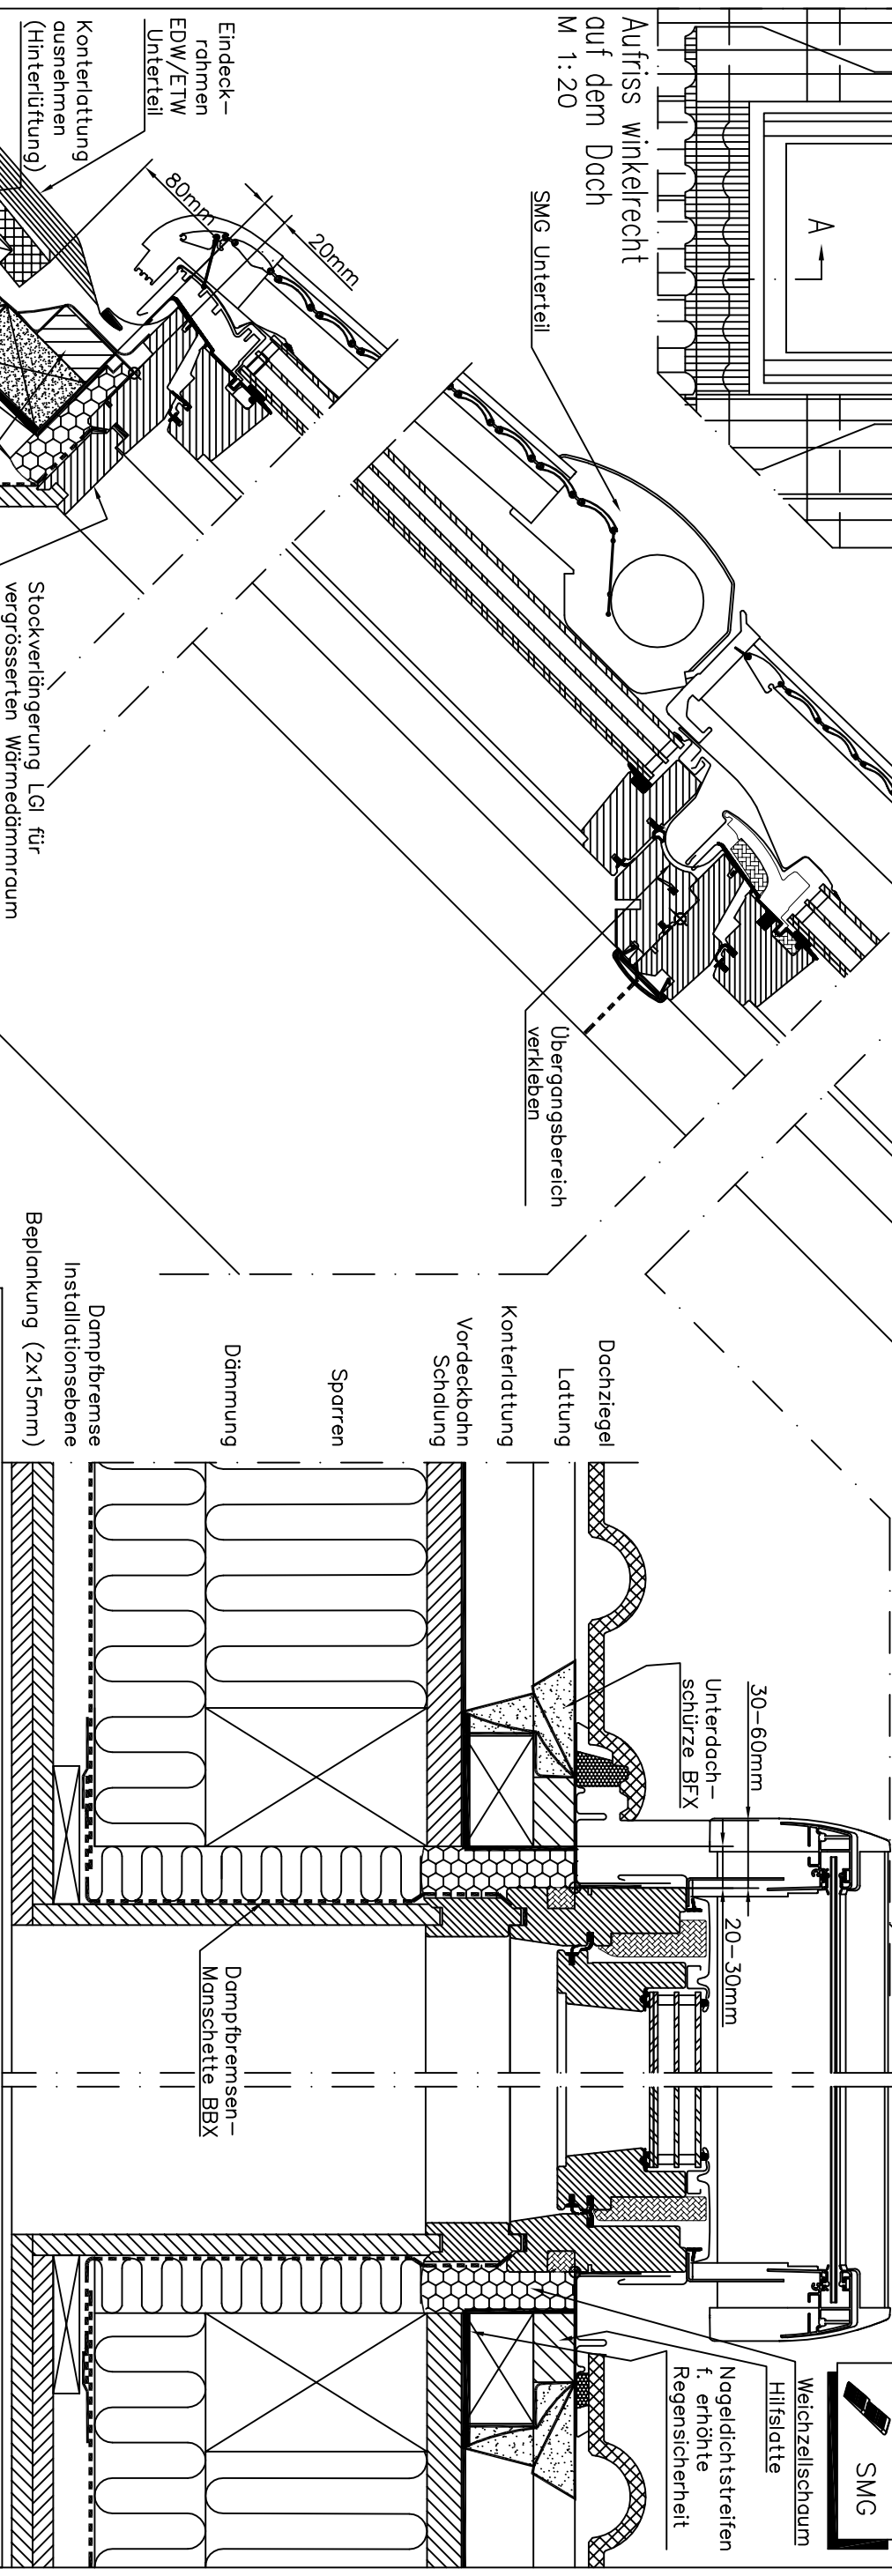 Aufriss winkelrecht
auf dem Dach
M 1:20
A
SMG Unterteil
Eindeck-
rahmen
EDW/ETW
Unterteil
Konterlattung
ausnehmen
(Hinterlüftung)
80mm
20mm
Stockverlängerung LGI für
vergrösserten Wärmedämmraum
Übergangsbereich
verkleben
Dachziegel
Lattung
Konterlattung
Vordeckbahn
Schalung
Sparren
Dämmung
Dampfbremse
Installationsebene
Beplankung (2x15mm)
30-60mm
Unterdach-
schürze BFX
20-30mm
Dampfbremsen-
Manschette BBX
SMG
Weichzellschaum
Hilfslatte
Nageldichtstreifen
f. erhöhte
Regensicherheit